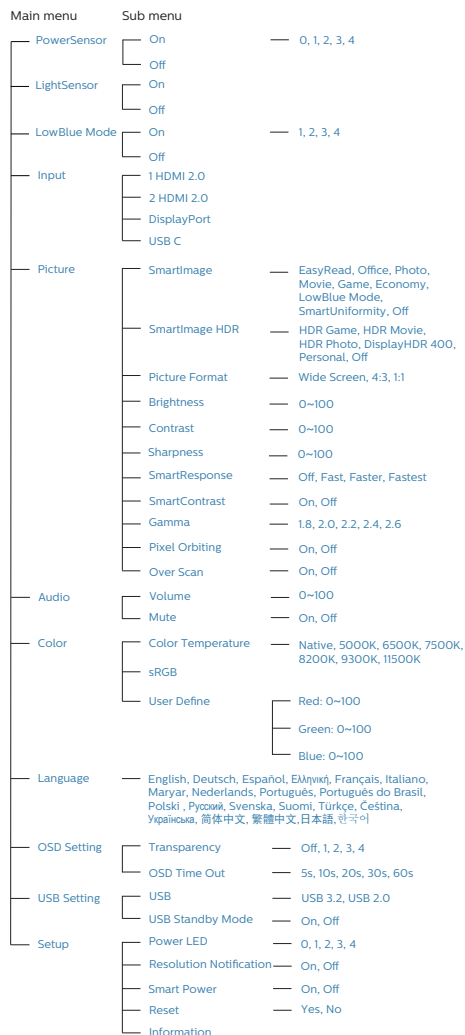 Main menu Sub menu
PowerSensor On 0, 1, 2, 3, 4
Off
LightSensor On
Off
LowBlue Mode On 1, 2, 3, 4
Off
Input 1 HDMI 2.0
2 HDMI 2.0
DisplayPort
USB C
Picture SmartImage EasyRead, Office, Photo,
Movie, Game, Economy,
LowBlue Mode,
SmartUniformity, Off
SmartImage HDR HDR Game, HDR Movie,
HDR Photo, DisplayHDR 400,
Personal, Off
Picture Format Wide Screen, 4:3, 1:1
Brightness 0~100
Contrast 0~100
Sharpness 0~100
SmartResponse Off, Fast, Faster, Fastest
SmartContrast On, Off
Gamma 1.8, 2.0, 2.2, 2.4, 2.6
Pixel Orbiting On, Off
Over Scan On, Off
Audio Volume 0~100
Mute On, Off
Color Color Temperature Native, 5000K, 6500K, 7500K,
8200K, 9300K, 11500K
sRGB
User Define Red: 0~100
Green: 0~100
Blue: 0~100
Language English, Deutsch, Español, Ελληνική, Français, Italiano,
Maryar, Nederlands, Português, Português do Brasil,
Polski , Русский, Svenska, Suomi, Türkçe, Čeština,
Українська, 简体中文, 繁體中文,日本語,한국어
OSD Setting Transparency Off, 1, 2, 3, 4
OSD Time Out 5s, 10s, 20s, 30s, 60s
USB Setting USB USB 3.2, USB 2.0
USB Standby Mode On, Off
Setup Power LED 0, 1, 2, 3, 4
Resolution Notification On, Off
Smart Power On, Off
Reset Yes, No
Information